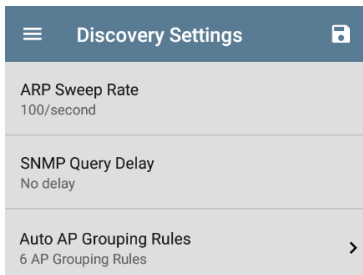 Discovery Settings
ARP Sweep Rate
100/second
SNMP Query Delay
No delay
Auto AP Grouping Rules
6 AP Grouping Rules